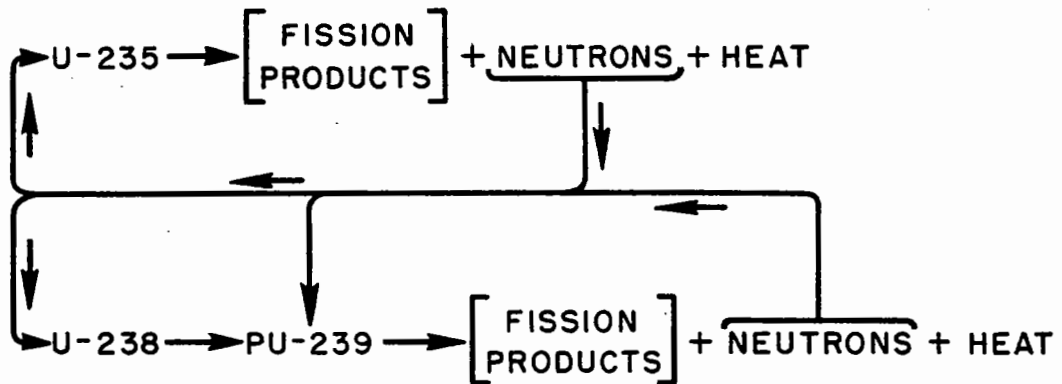 U-235 → [FISSION PRODUCTS] + NEUTRONS + HEAT
U-238 → PU-239 → [FISSION PRODUCTS] + NEUTRONS + HEAT